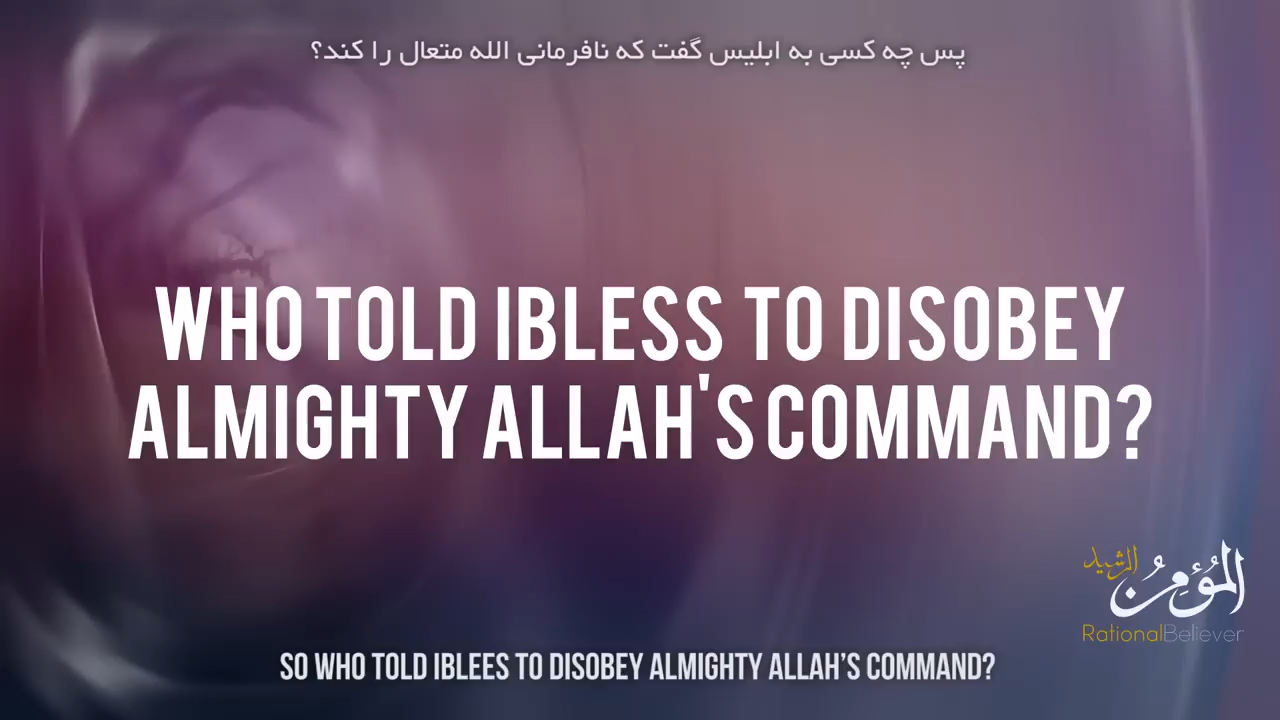 پس چه کسی به ابلیس گفت که نافرمانی الله متعال را کند؟
WHO TOLD IBLESS TO DISOBEY
ALMIGHTY ALLAH'S COMMAND?
المؤمن الرشيد
RationalBeliever
SO WHO TOLD IBLEES TO DISOBEY ALMIGHTY ALLAH’S COMMAND?